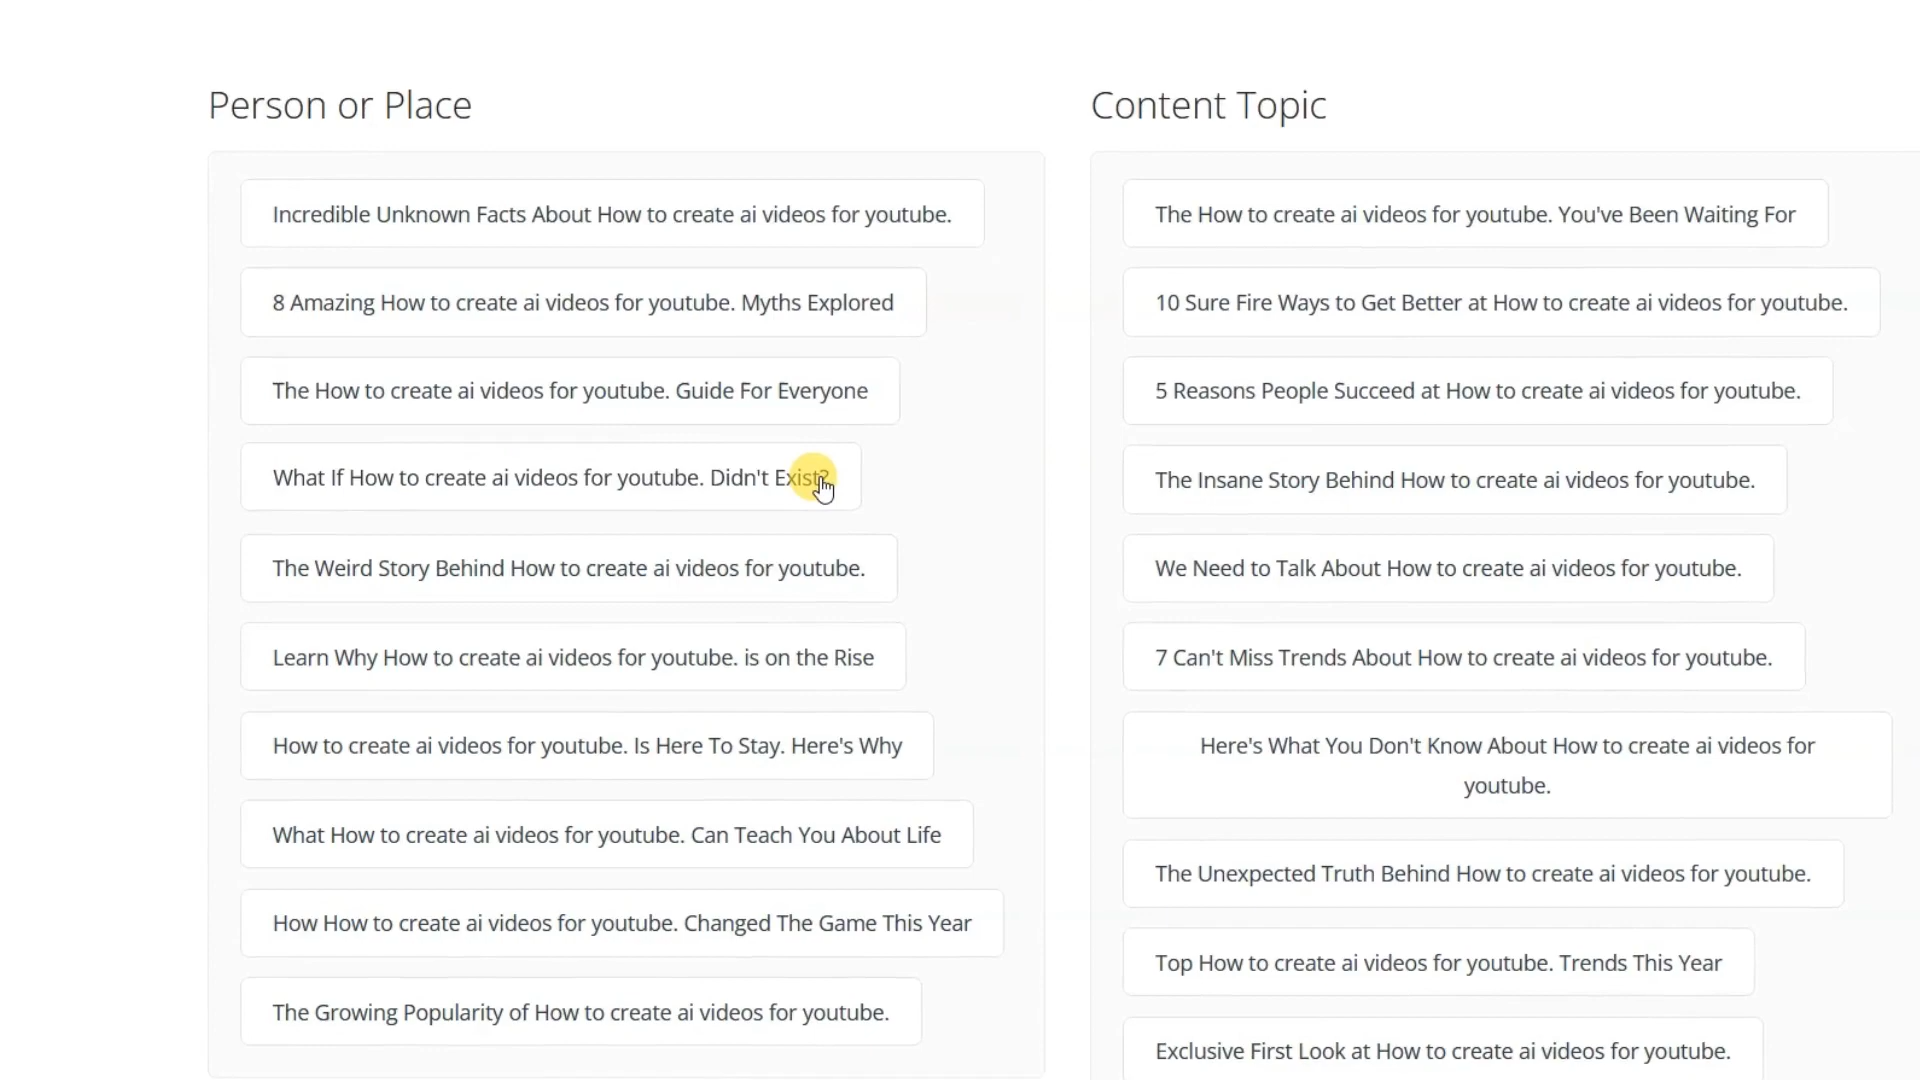 Person or Place
Incredible Unknown Facts About How to create ai videos for youtube.
8 Amazing How to create ai videos for youtube. Myths Explored
The How to create ai videos for youtube. Guide For Everyone
What If How to create ai videos for youtube. Didn't Exist?
The Weird Story Behind How to create ai videos for youtube.
Learn Why How to create ai videos for youtube. is on the Rise
How to create ai videos for youtube. Is Here To Stay. Here's Why
What How to create ai videos for youtube. Can Teach You About Life
How How to create ai videos for youtube. Changed The Game This Year
The Growing Popularity of How to create ai videos for youtube.
Content Topic
The How to create ai videos for youtube. You've Been Waiting For
10 Sure Fire Ways to Get Better at How to create ai videos for youtube.
5 Reasons People Succeed at How to create ai videos for youtube.
The Insane Story Behind How to create ai videos for youtube.
We Need to Talk About How to create ai videos for youtube.
7 Can't Miss Trends About How to create ai videos for youtube.
Here's What You Don't Know About How to create ai videos for
youtube.
The Unexpected Truth Behind How to create ai videos for youtube.
Top How to create ai videos for youtube. Trends This Year
Exclusive First Look at How to create ai videos for youtube.